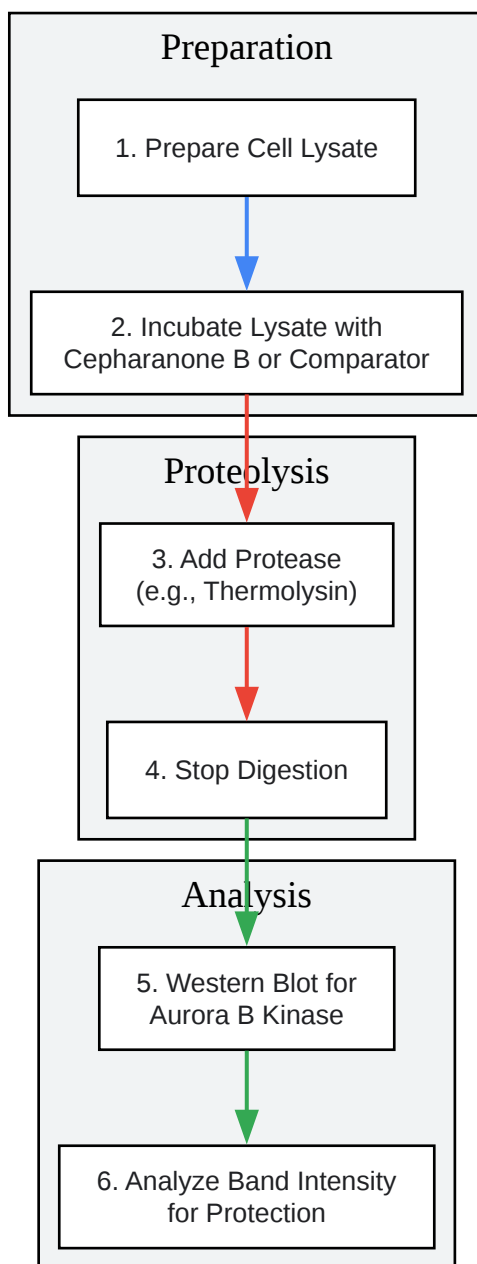 Preparation
1. Prepare Cell Lysate
2. Incubate Lysate with
Cepharanone B or Comparator
Proteolysis
3. Add Protease
(e.g., Thermolysin)
4. Stop Digestion
Analysis
5. Western Blot for
Aurora B Kinase
6. Analyze Band Intensity
for Protection